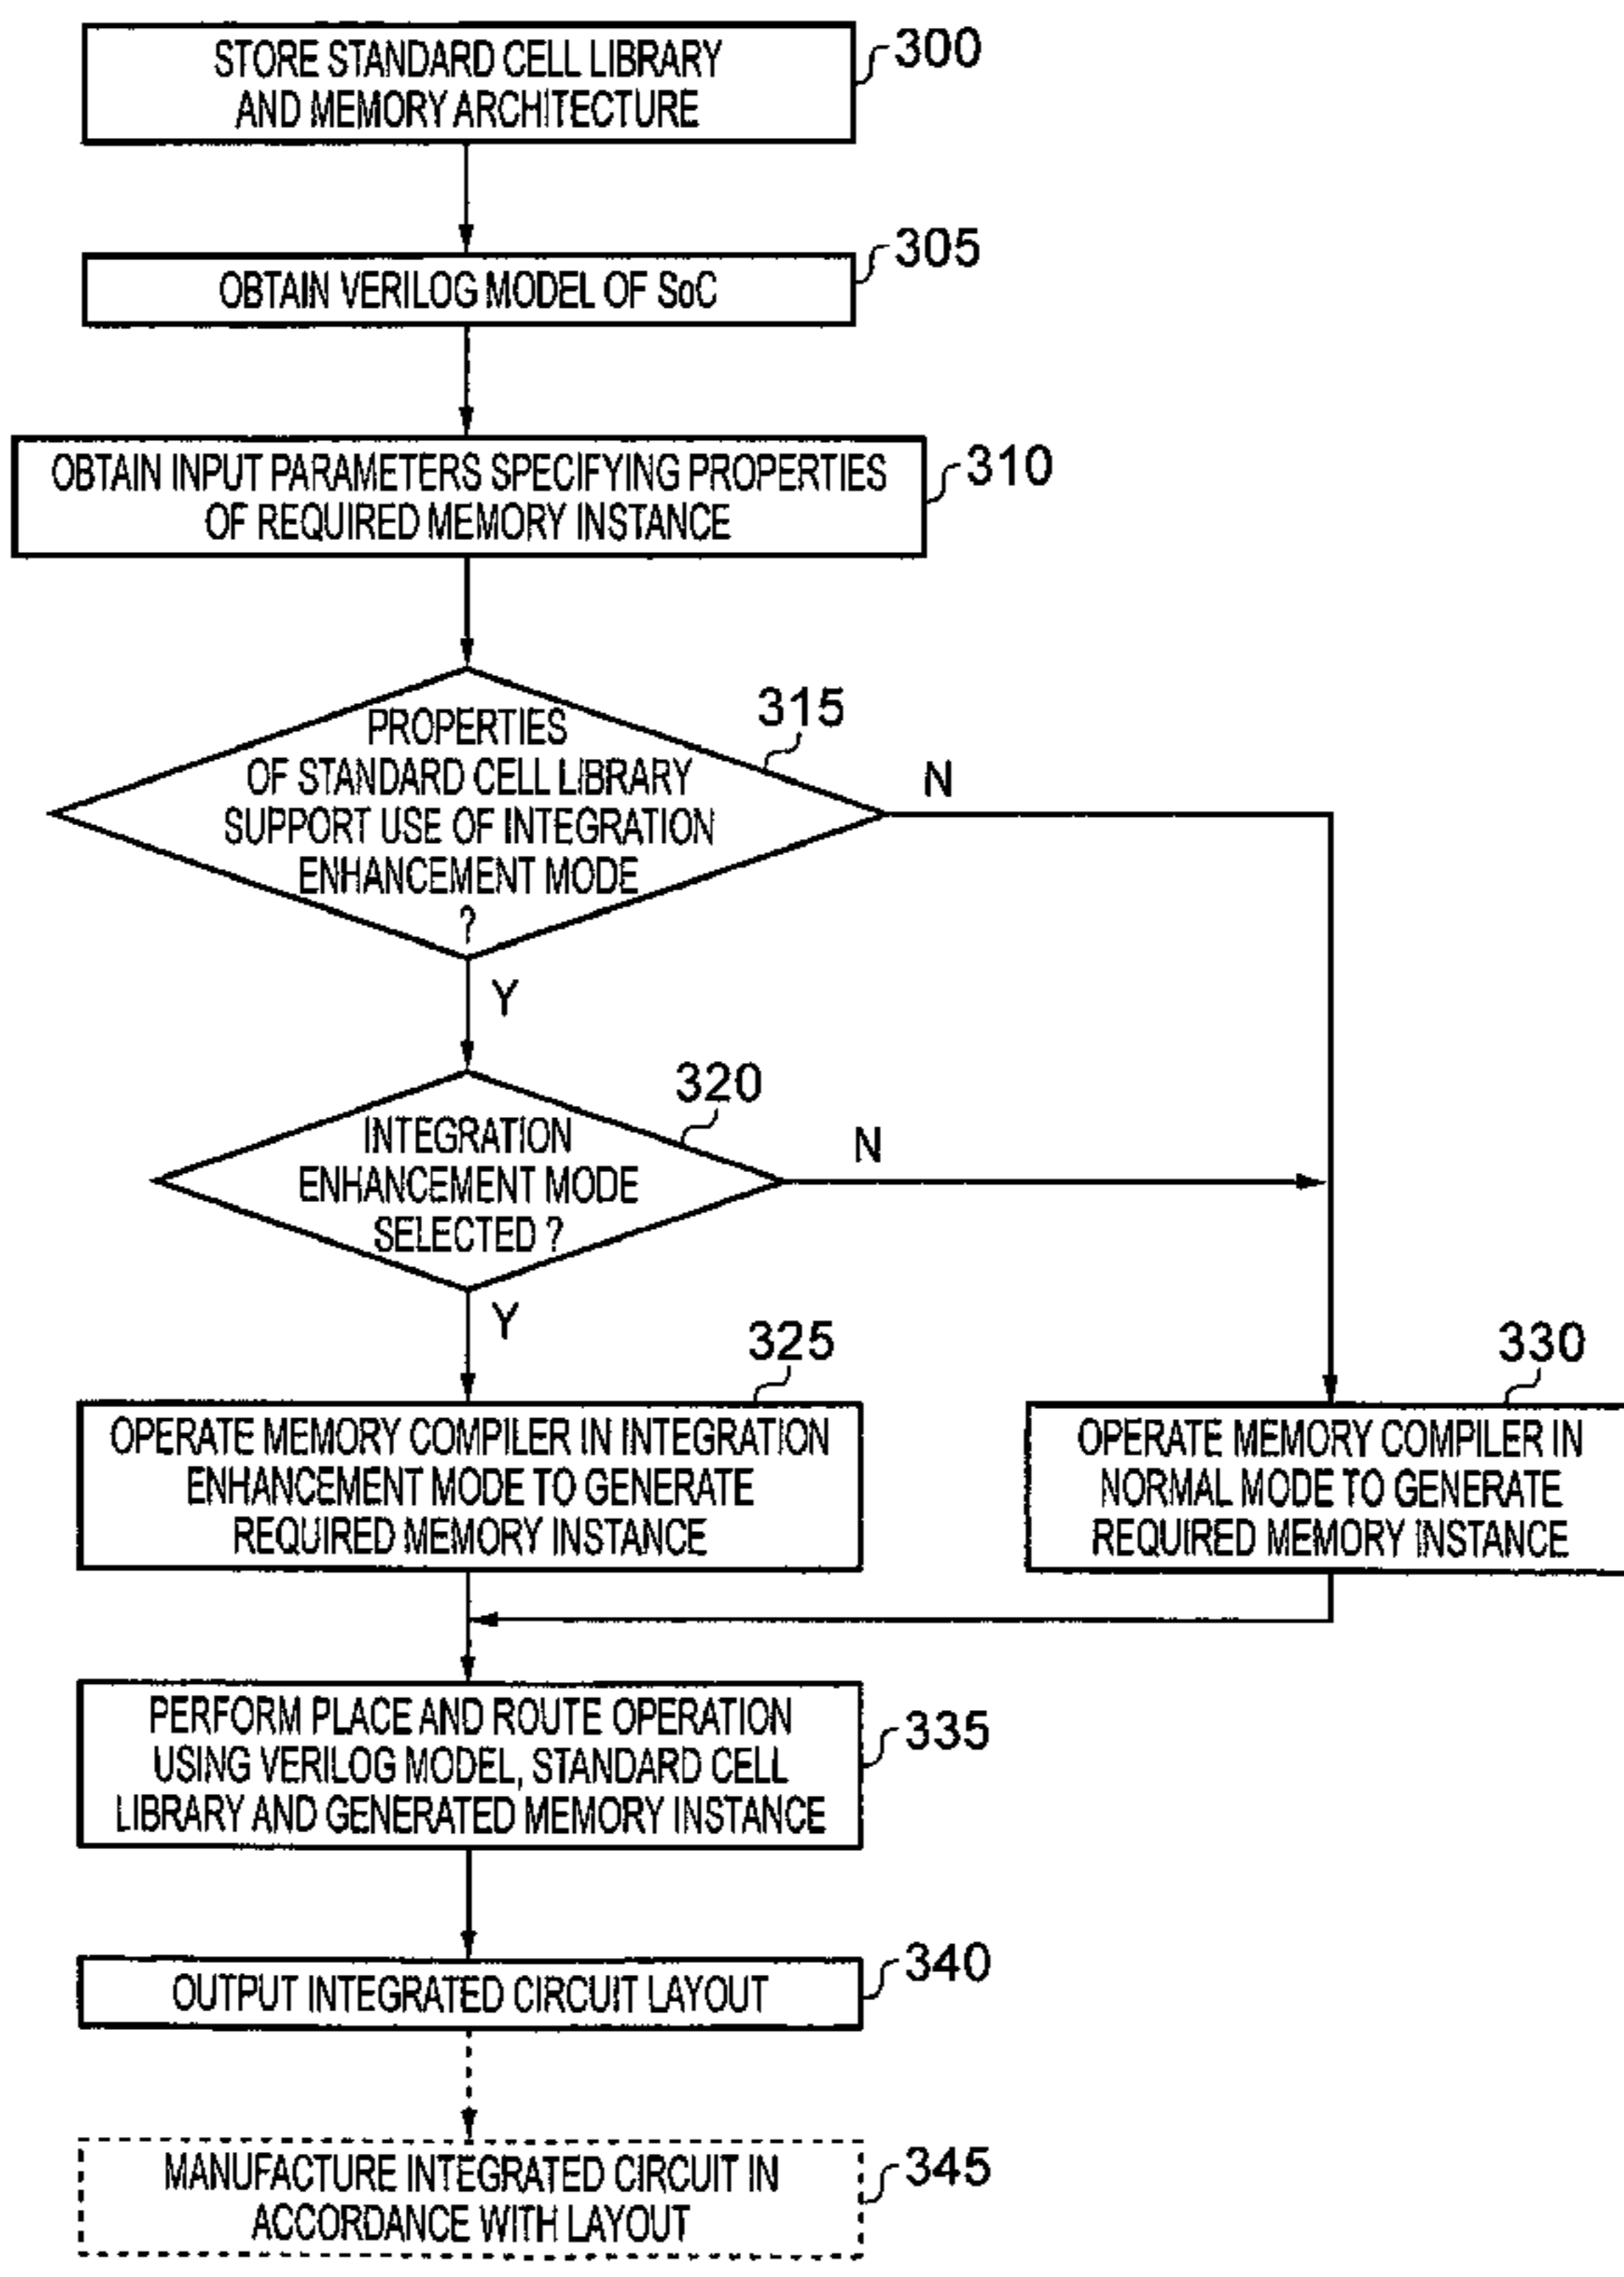 STORE STANDARD CELL LIBRARY
AND MEMORY ARCHITECTURE
300
OBTAIN VERILOG MODEL OF SoC
305
OBTAIN INPUT PARAMETERS SPECIFYING PROPERTIES
OF REQUIRED MEMORY INSTANCE
310
PROPERTIES
OF STANDARD CELL LIBRARY
SUPPORT USE OF INTEGRATION
ENHANCEMENT MODE
?
315
N
Y
INTEGRATION
ENHANCEMENT MODE
SELECTED ?
320
N
Y
OPERATE MEMORY COMPILER IN INTEGRATION
ENHANCEMENT MODE TO GENERATE
REQUIRED MEMORY INSTANCE
325
OPERATE MEMORY COMPILER IN
NORMAL MODE TO GENERATE
REQUIRED MEMORY INSTANCE
330
PERFORM PLACE AND ROUTE OPERATION
USING VERILOG MODEL, STANDARD CELL
LIBRARY AND GENERATED MEMORY INSTANCE
335
OUTPUT INTEGRATED CIRCUIT LAYOUT
340
MANUFACTURE INTEGRATED CIRCUIT IN
ACCORDANCE WITH LAYOUT
345